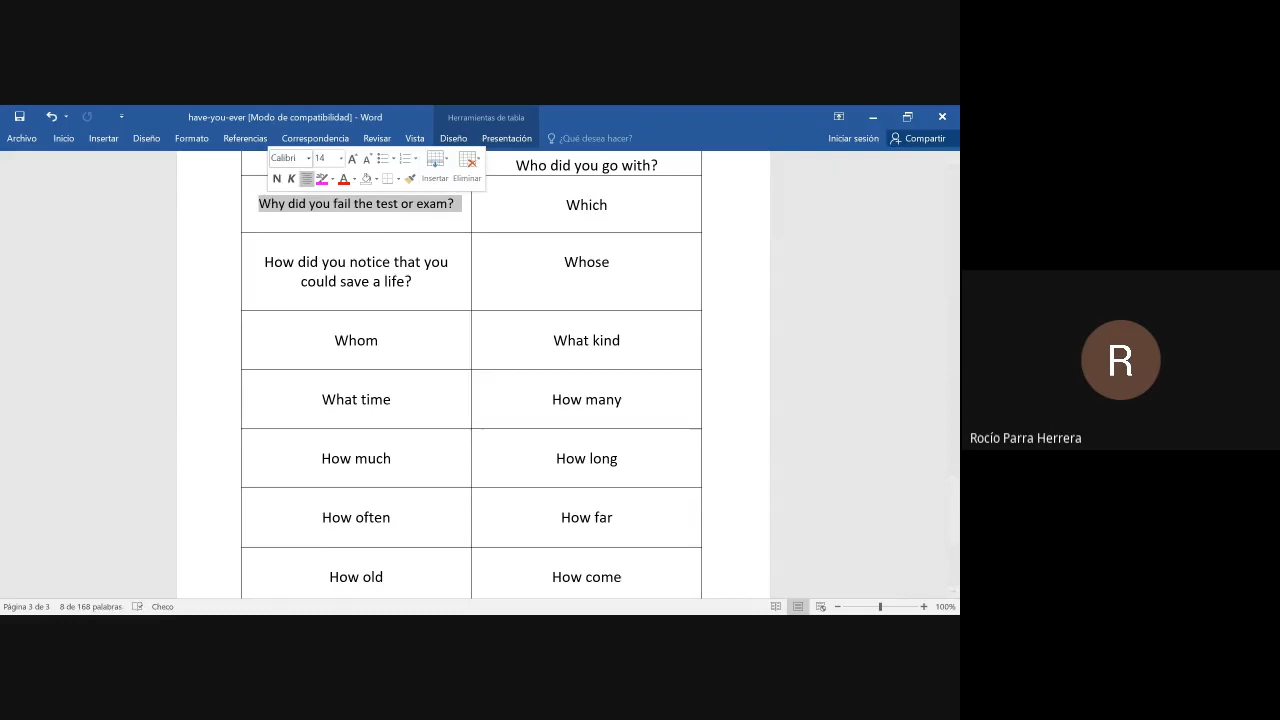 have-you-ever [Modo de compatibilidad] - Word
Herramientas de tabla
Archivo Inicio Insertar Diseño Formato Referencias Correspondencia Revisar Vista Diseño Presentación ¿Qué desea hacer? Iniciar sesión Compartir
Calibri 14 A A
N K A Insertar Eliminar
Who did you go with?
Why did you fail the test or exam? Which
How did you notice that you
could save a life?
Whose
Whom What kind
What time How many
How much How long
How often How far
How old How come
Página 3 de 3 8 de 168 palabras Checo 100%
R
Rocío Parra Herrera